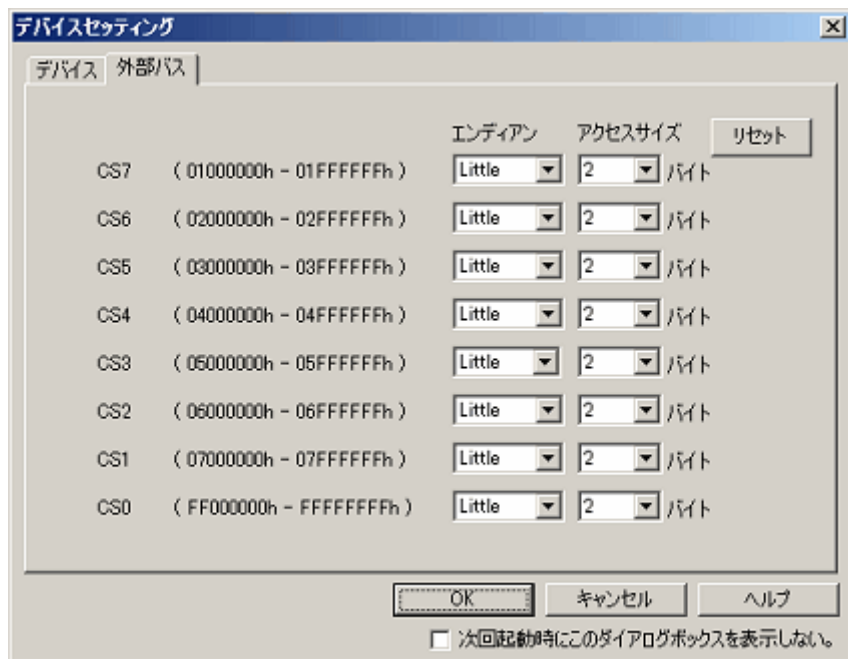 デバイスセッティング
デバイス 外部バス
エンディアン アクセスサイズ リセット
CS7 ( 01000000h - 01FFFFFFh ) Little 2 バイト
CS6 ( 02000000h - 02FFFFFFh ) Little 2 バイト
CS5 ( 03000000h - 03FFFFFFh ) Little 2 バイト
CS4 ( 04000000h - 04FFFFFFh ) Little 2 バイト
CS3 ( 05000000h - 05FFFFFFh ) Little 2 バイト
CS2 ( 06000000h - 06FFFFFFh ) Little 2 バイト
CS1 ( 07000000h - 07FFFFFFh ) Little 2 バイト
CS0 ( FF000000h - FFFFFFFFh ) Little 2 バイト
OK キャンセル ヘルプ
次回起動時にこのダイアログボックスを表示しない。